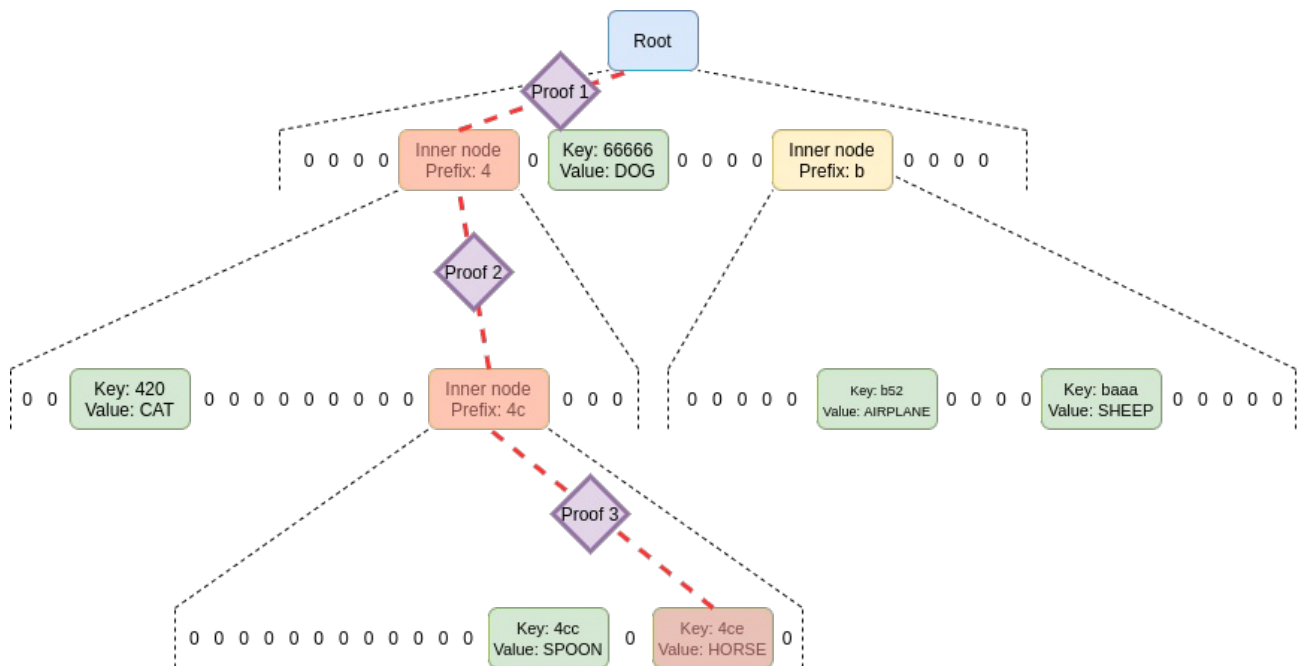 Root
Proof 1
0 0 0 0
Inner node
Prefix: 4
0
Key: 66666
Value: DOG
0 0 0 0
Inner node
Prefix: b
0 0 0 0
Proof 2
0 0
Key: 420
Value: CAT
0 0 0 0 0 0 0 0 0
Inner node
Prefix: 4c
0 0 0
0 0 0 0 0
Key: b52
Value: AIRPLANE
0 0 0 0
Key: baaa
Value: SHEEP
0 0 0 0 0
Proof 3
0 0 0 0 0 0 0 0 0 0 0 0
Key: 4cc
Value: SPOON
0
Key: 4ce
Value: HORSE
0